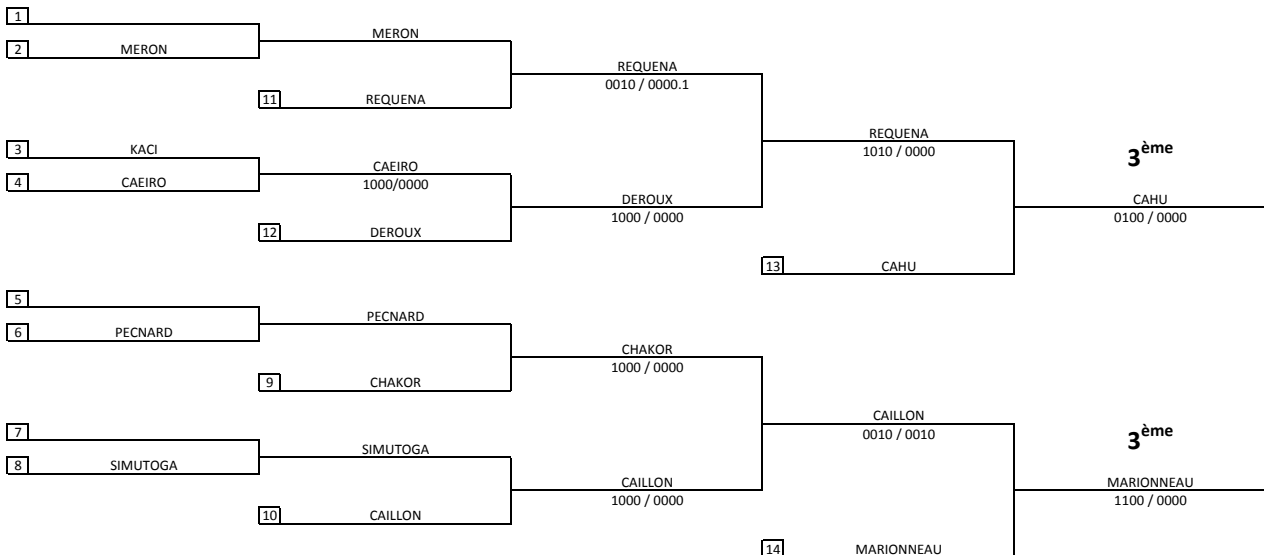 1
MERON
2 MERON
REQUENA
0010 / 0000.1
11 REQUENA
REQUENA
1010 / 0000
3 KACI
3ème
CAEIRO
1000/0000
4 CAEIRO
CAHU
0100 / 0000
DEROUX
1000 / 0000
12 DEROUX
13 CAHU
5
PECNARD
6 PECNARD
CHAKOR
1000 / 0000
9 CHAKOR
CAILLON
0010 / 0010
7
3ème
SIMUTOGA
8 SIMUTOGA
CAILLON
1000 / 0000
MARIONNEAU
1100 / 0000
10 CAILLON
14 MARIONNEAU